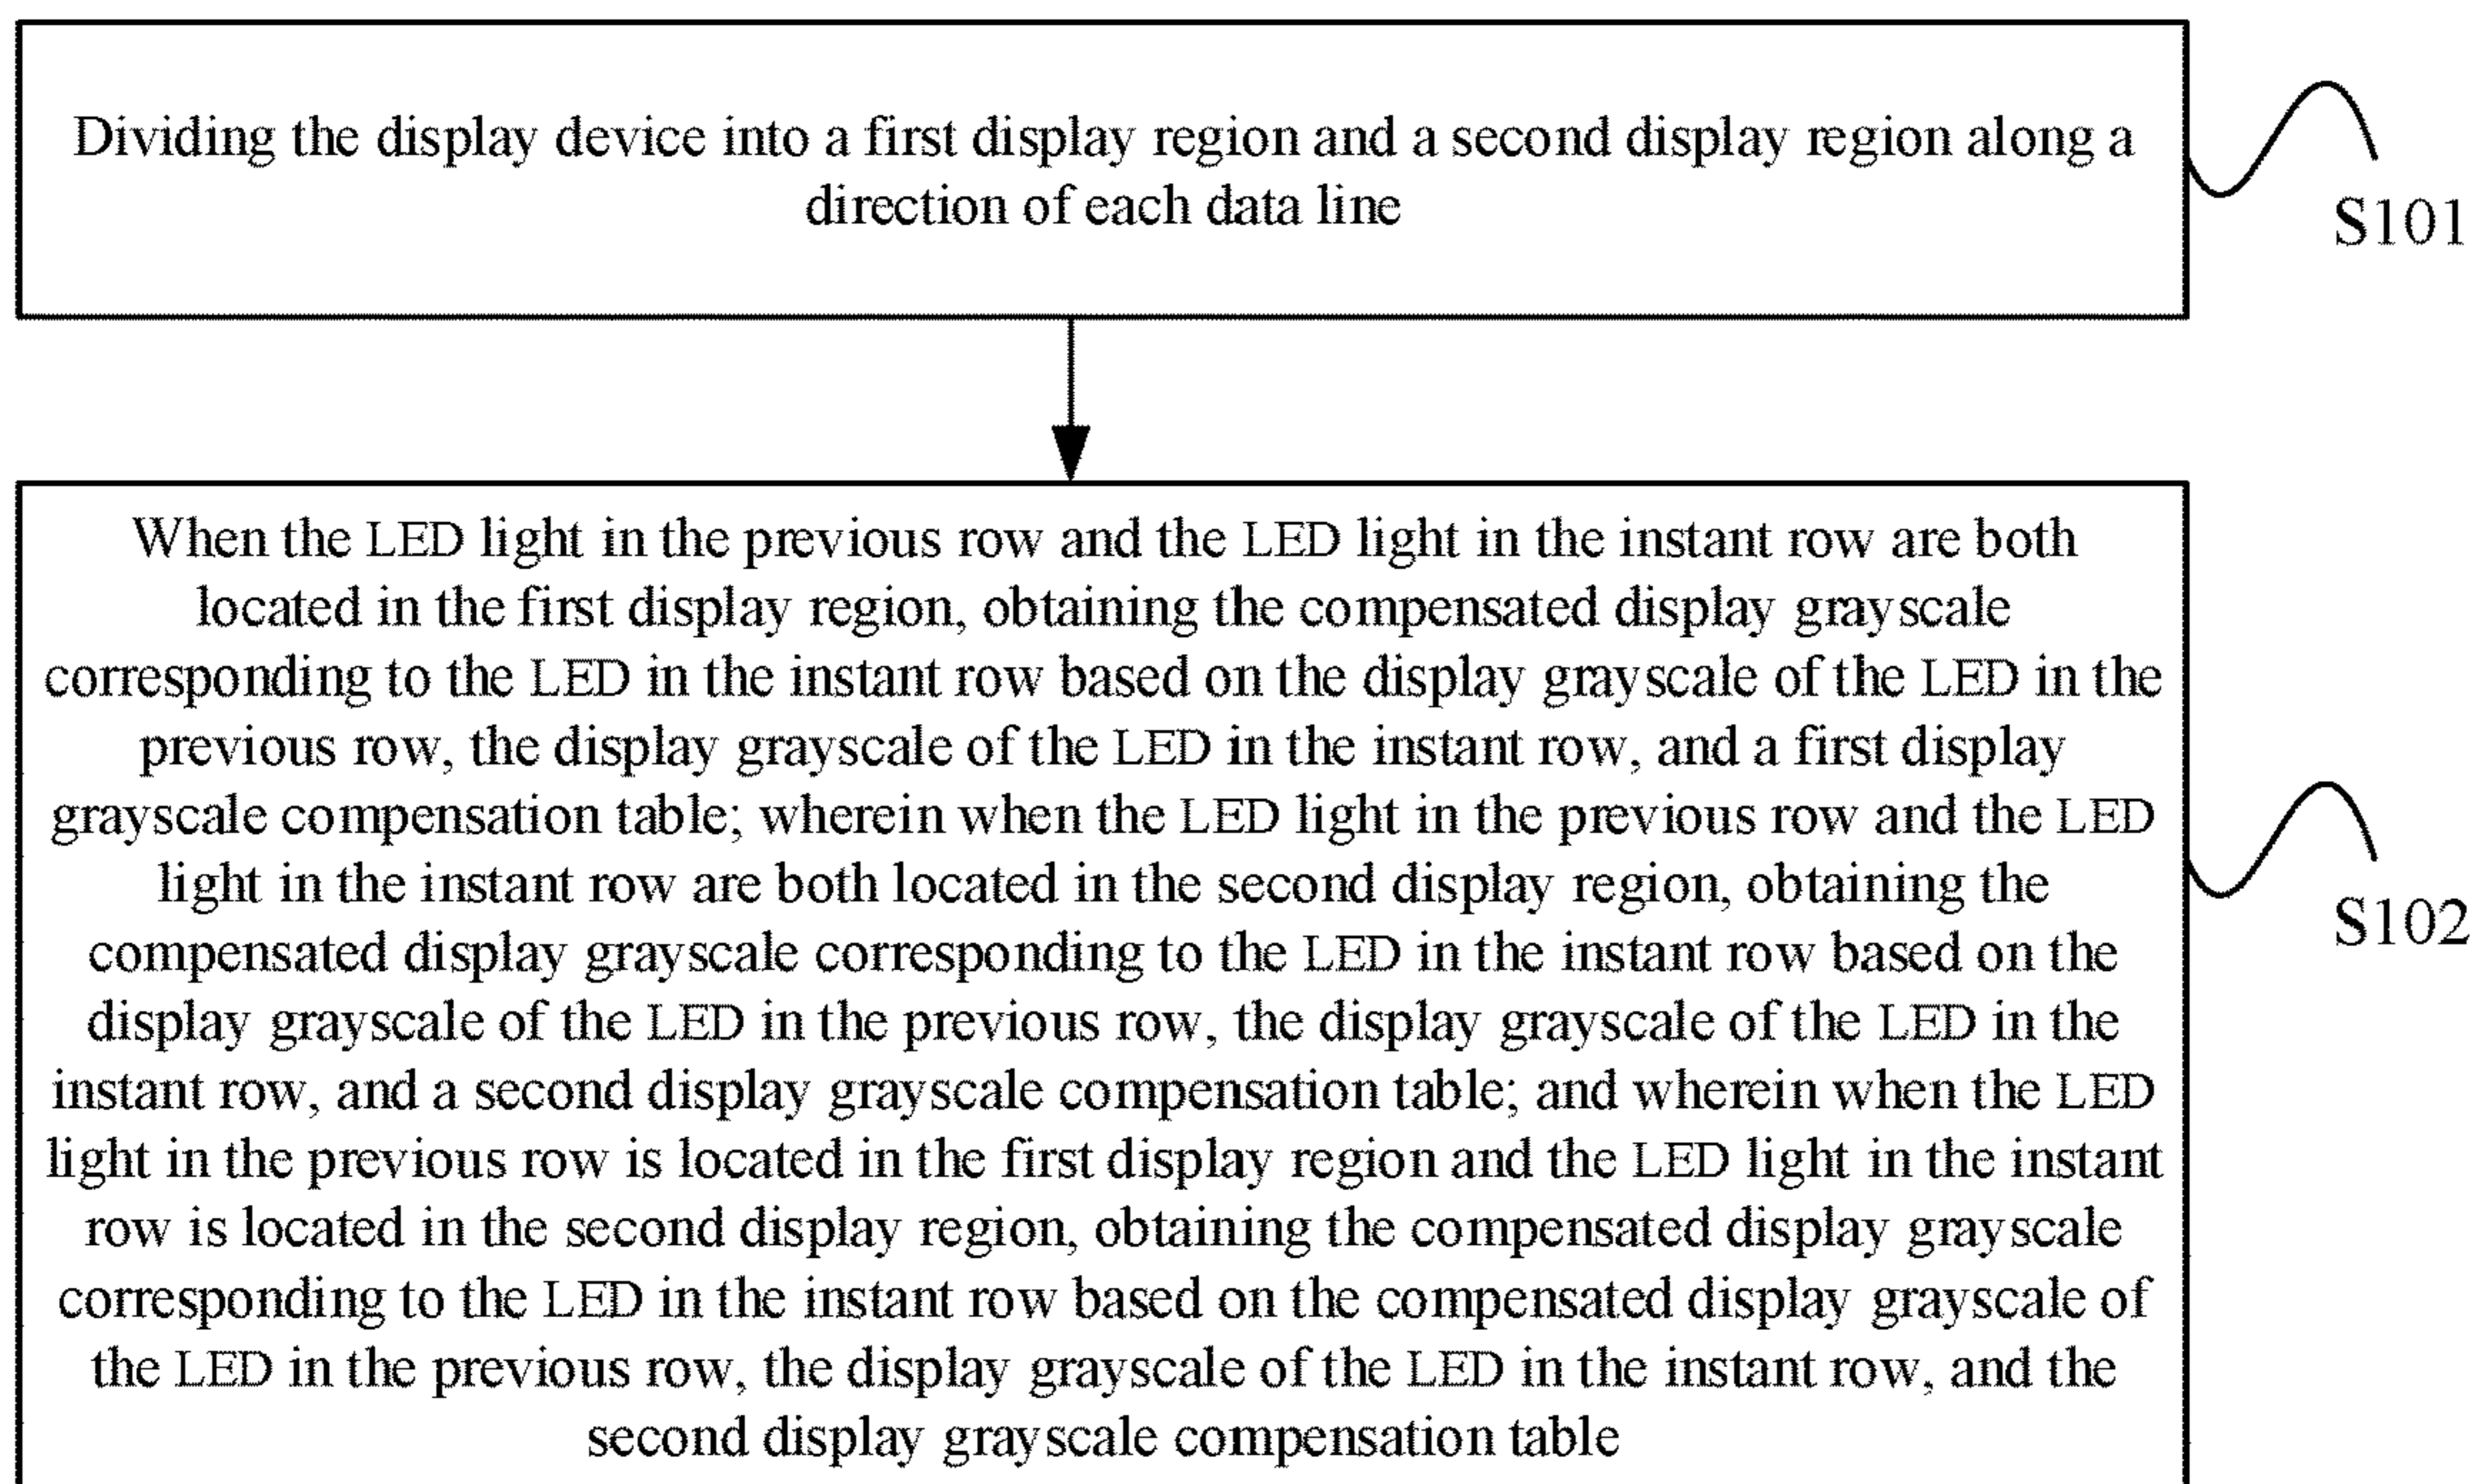 Dividing the display device into a first display region and a second display region along a
direction of each data line
S101
When the LED light in the previous row and the LED light in the instant row are both
located in the first display region, obtaining the compensated display grayscale
corresponding to the LED in the instant row based on the display grayscale of the LED in the
previous row, the display grayscale of the LED in the instant row, and a first display
grayscale compensation table; wherein when the LED light in the previous row and the LED
light in the instant row are both located in the second display region, obtaining the
compensated display grayscale corresponding to the LED in the instant row based on the
display grayscale of the LED in the previous row, the display grayscale of the LED in the
instant row, and a second display grayscale compensation table; and wherein when the LED
light in the previous row is located in the first display region and the LED light in the instant
row is located in the second display region, obtaining the compensated display grayscale
corresponding to the LED in the instant row based on the compensated display grayscale of
the LED in the previous row, the display grayscale of the LED in the instant row, and the
second display grayscale compensation table
S102